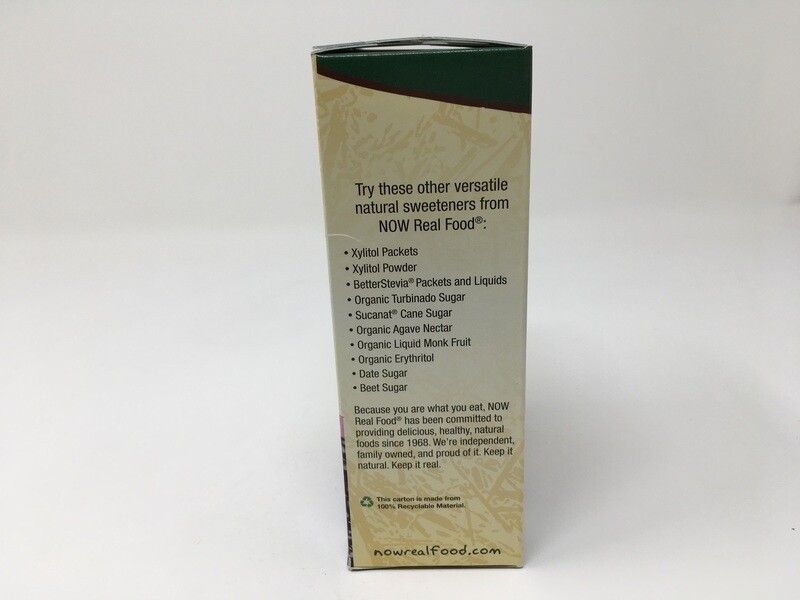 Try these other versatile
natural sweeteners from
NOW Real Food®:
• Xylitol Packets
• Xylitol Powder
• BetterStevia® Packets and Liquids
• Organic Turbinado Sugar
• Sucanat® Cane Sugar
• Organic Agave Nectar
• Organic Liquid Monk Fruit
• Organic Erythritol
• Date Sugar
• Beet Sugar
Because you are what you eat, NOW
Real Food® has been committed to
providing delicious, healthy, natural
foods since 1968. We're independent,
family owned, and proud of it. Keep it
natural. Keep it real.
This carton is made from
100% Recyclable Material.
nowrealfood.com